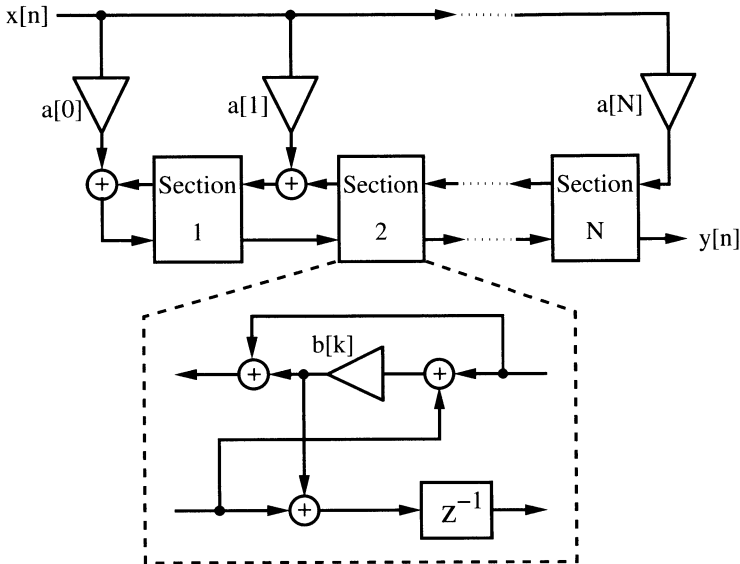 x[n]
a[0]
a[1]
a[N]
+
+
Section
1
Section
2
Section
N
y[n]
b[k]
+
+
+
z⁻¹